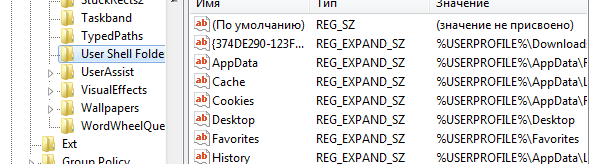 StuckRects2
Taskband
TypedPaths
User Shell Folde
UserAssist
VisualEffects
Wallpapers
WordWheelQue
Ext
Group Policy
Имя Тип Значение
(По умолчанию) REG_SZ (значение не присвоено)
{374DE290-123F... REG_EXPAND_SZ %USERPROFILE%\Download
AppData REG_EXPAND_SZ %USERPROFILE%\AppData\F
Cache REG_EXPAND_SZ %USERPROFILE%\AppData\L
Cookies REG_EXPAND_SZ %USERPROFILE%\AppData\F
Desktop REG_EXPAND_SZ %USERPROFILE%\Desktop
Favorites REG_EXPAND_SZ %USERPROFILE%\Favorites
History REG_EXPAND_SZ %USERPROFILE%\AppData\L